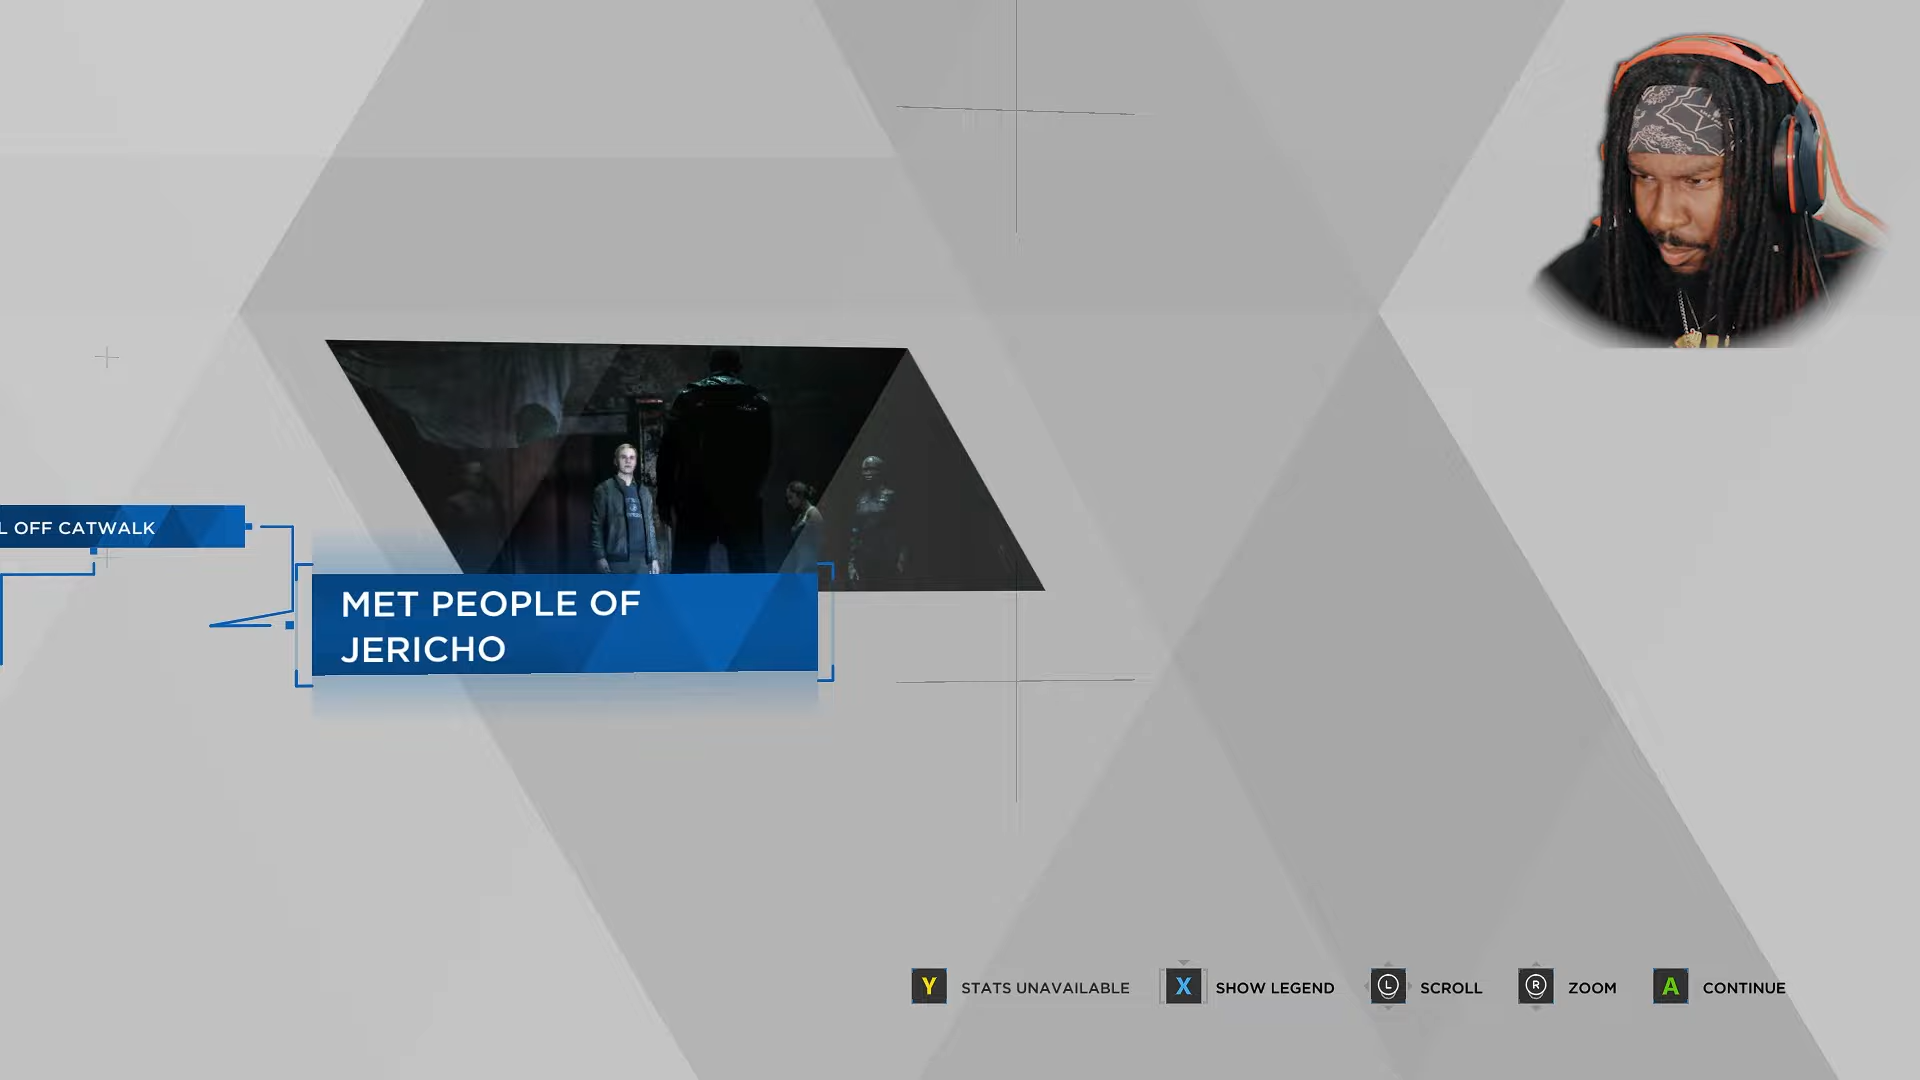 L OFF CATWALK
MET PEOPLE OF
JERICHO
Y STATS UNAVAILABLE X SHOW LEGEND L SCROLL R ZOOM A CONTINUE